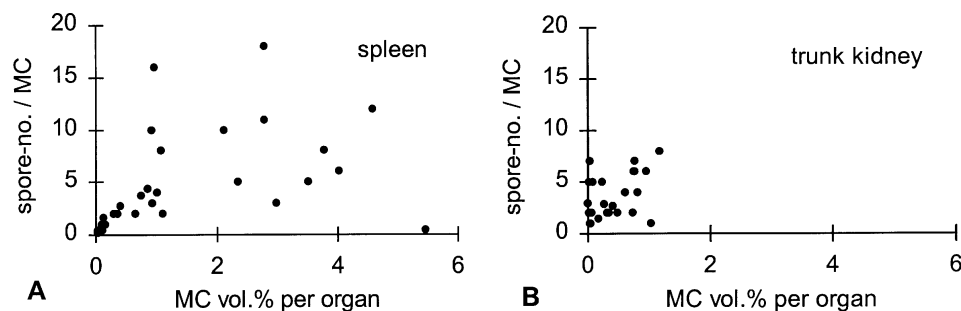 20
15
10
5
0
spore-no. / MC
spleen
0 2 4 6
MC vol.% per organ
A
20
15
10
5
0
spore-no. / MC
trunk kidney
0 2 4 6
MC vol.% per organ
B